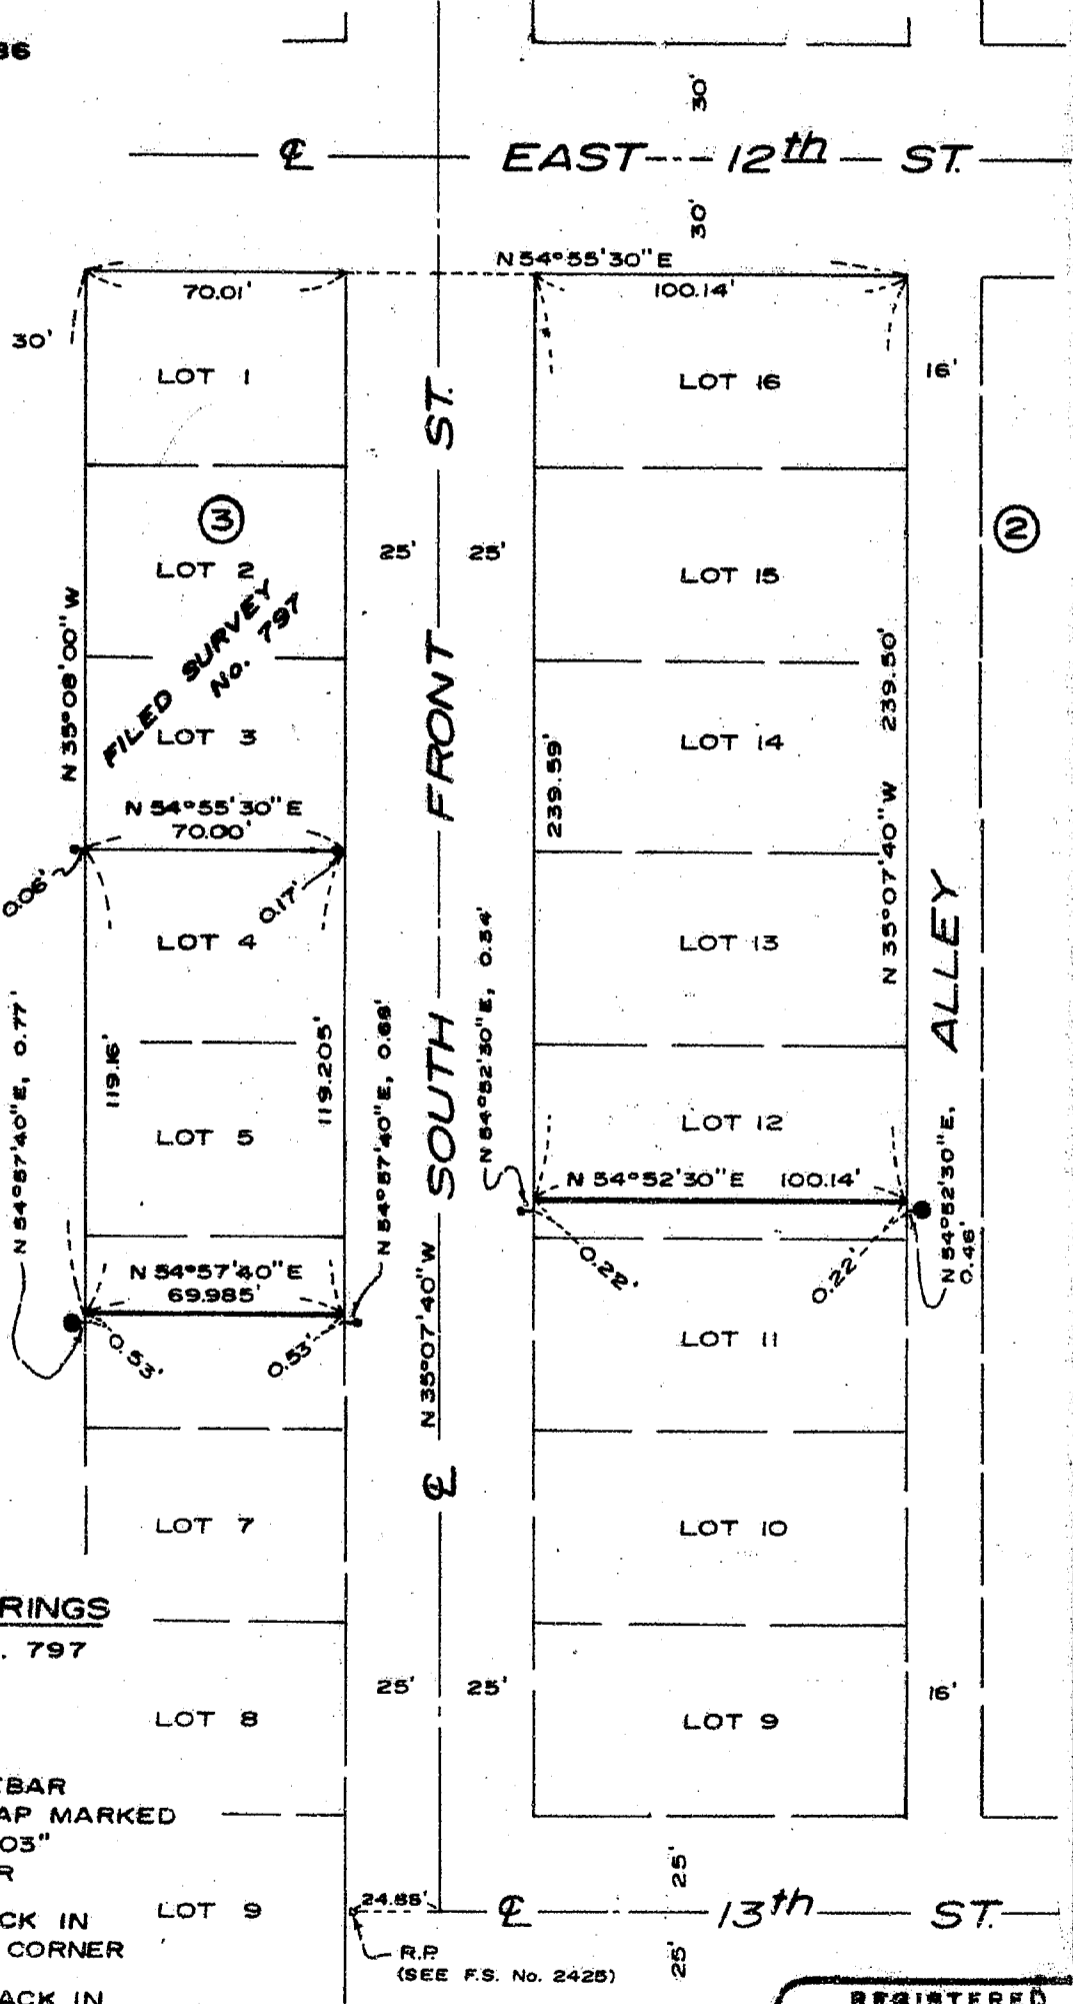 36
30'
℄ EAST 12th ST.
30'
N 54°55'30" E
70.01'
100.14'
30'
LOT 1
LOT 16
16'
ST.
3
2
25' 25'
LOT 2
LOT 15
FILED SURVEY
No. 797
N 35°08'00" W
LOT 3
LOT 14
FRONT
239.59'
239.50'
N 35°07'40" W
N 54°55'30" E
70.00'
0.06'
0.17'
LOT 4
LOT 13
ALLEY
N 54°57'40" E, 0.77'
119.16'
119.205'
N 54°57'40" E, 0.68'
SOUTH
N 54°52'30" E, 0.34'
LOT 5
LOT 12
N 54°52'30" E 100.14'
N 54°52'30" E,
0.46'
0.22'
0.22'
N 54°57'40" E
69.985'
0.53'
0.53'
N 35°07'40" W
LOT 11
℄
LOT 7
LOT 10
RINGS
. 797
25' 25'
16'
LOT 8
LOT 9
EBAR
AP MARKED
03"
R
25'
LOT 9
24.88'
℄ 13th ST.
CK IN
CORNER
R.P.
(SEE F.S. No. 2425)
25'
ACK IN
REGISTERED